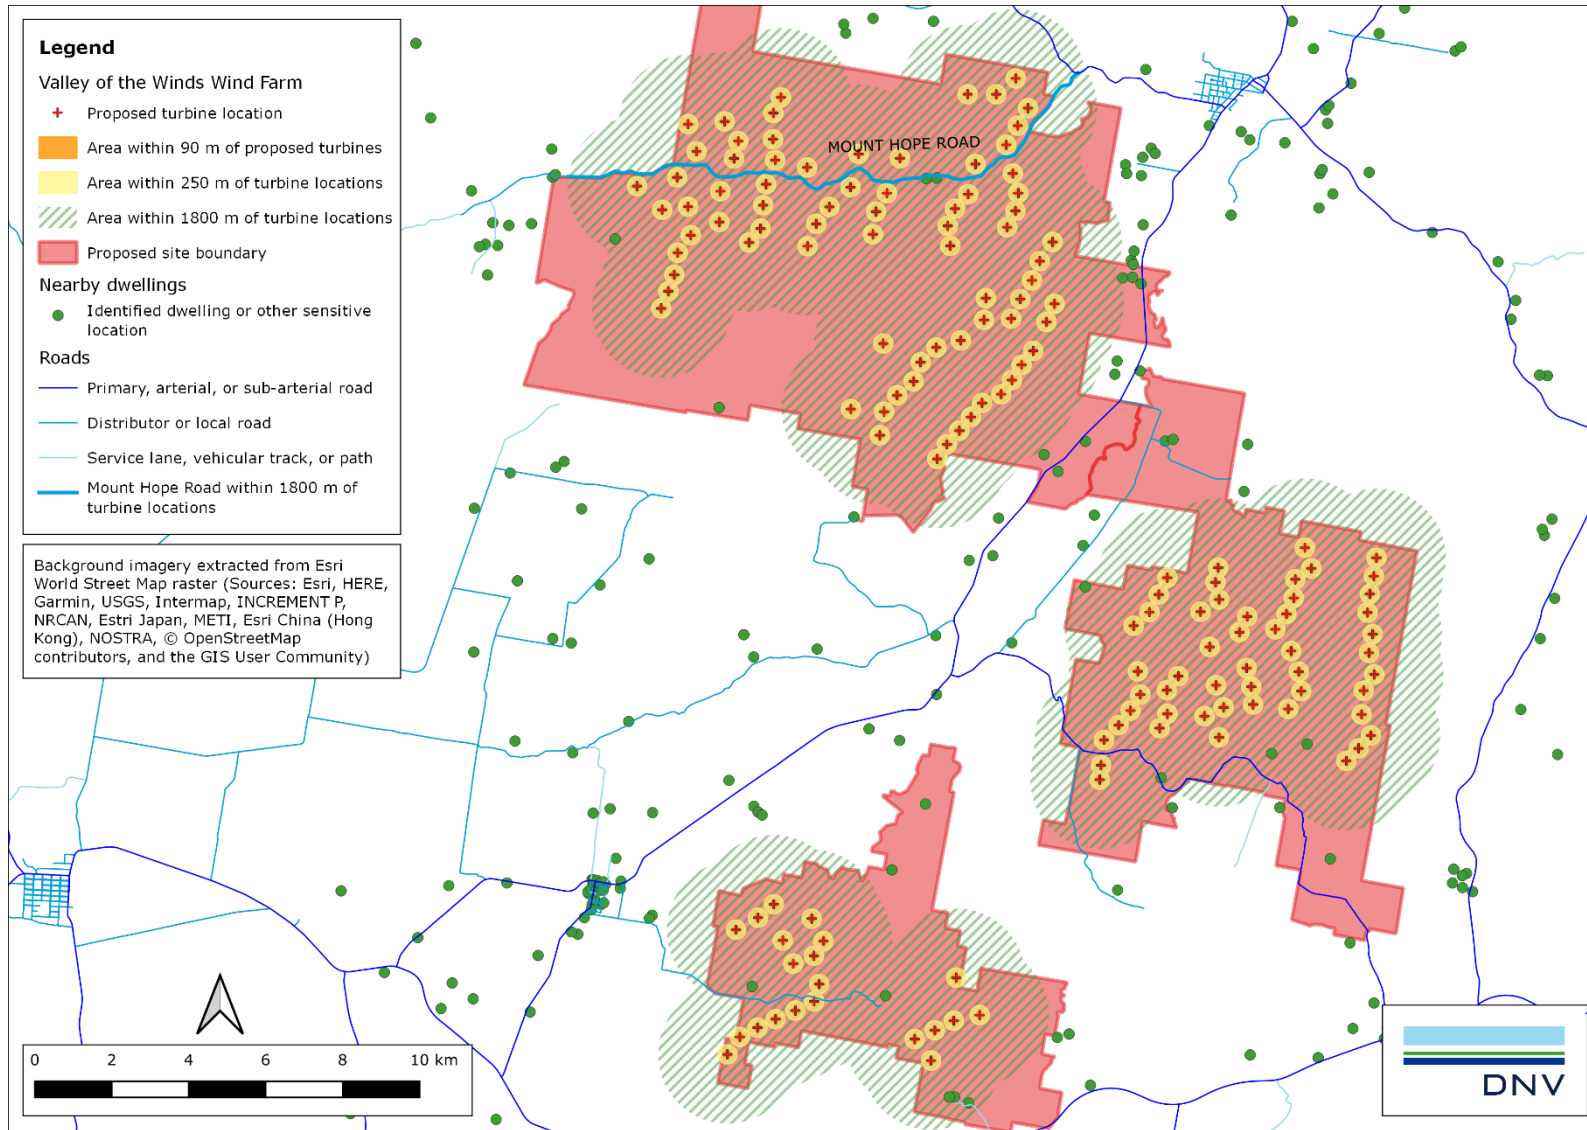 Legend
Valley of the Winds Wind Farm
Proposed turbine location
Area within 90 m of proposed turbines
Area within 250 m of turbine locations
Area within 1800 m of turbine locations
Proposed site boundary
Nearby dwellings
Identified dwelling or other sensitive
location
Roads
Primary, arterial, or sub-arterial road
Distributor or local road
Service lane, vehicular track, or path
Mount Hope Road within 1800 m of
turbine locations
Background imagery extracted from Esri
World Street Map raster (Sources: Esri, HERE,
Garmin, USGS, Intermap, INCREMENT P,
NRCAN, Estri Japan, METI, Esri China (Hong
Kong), NOSTRA, © OpenStreetMap
contributors, and the GIS User Community)
MOUNT HOPE ROAD
0 2 4 6 8 10 km
DNV